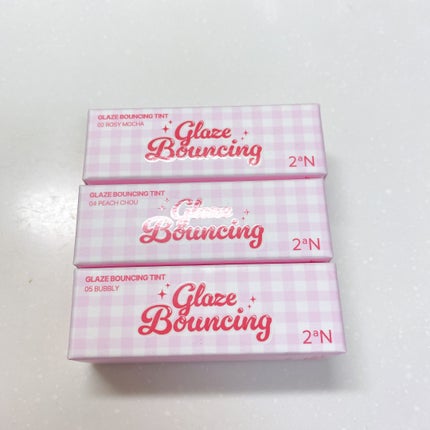 GLAZE BOUNCING TINT
02 ROSY MOCHA
Glaze
Bouncing
2aN
GLAZE BOUNCING TINT
04 PEACH CHOU
Glaze
Bouncing
2aN
GLAZE BOUNCING TINT
05 BUBBLY
Glaze
Bouncing
2aN